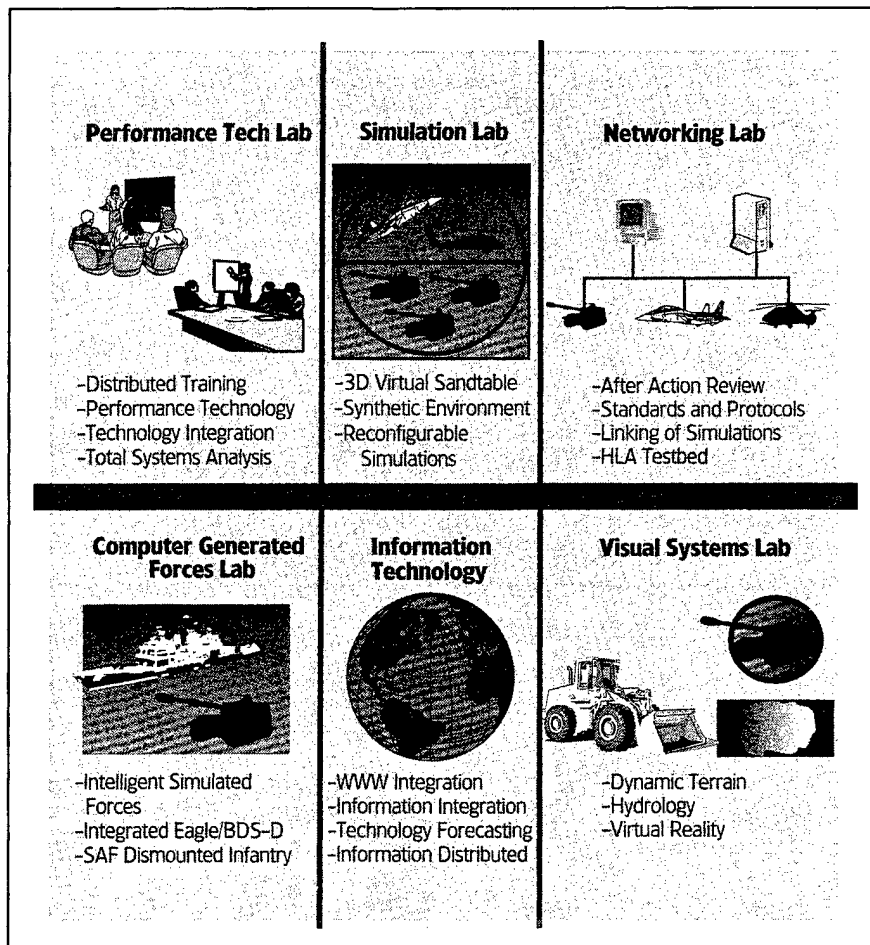 Performance Tech Lab
-Distributed Training
-Performance Technology
-Technology Integration
-Total Systems Analysis
Simulation Lab
-3D Virtual Sandtable
-Synthetic Environment
-Reconfigurable
Simulations
Networking Lab
-After Action Review
-Standards and Protocols
-Linking of Simulations
-HLA Testbed
Computer Generated
Forces Lab
-Intelligent Simulated
Forces
-Integrated Eagle/BDS-D
-SAF Dismounted Infantry
Information
Technology
-WWW Integration
-Information Integration
-Technology Forecasting
-Information Distributed
Visual Systems Lab
-Dynamic Terrain
-Hydrology
-Virtual Reality